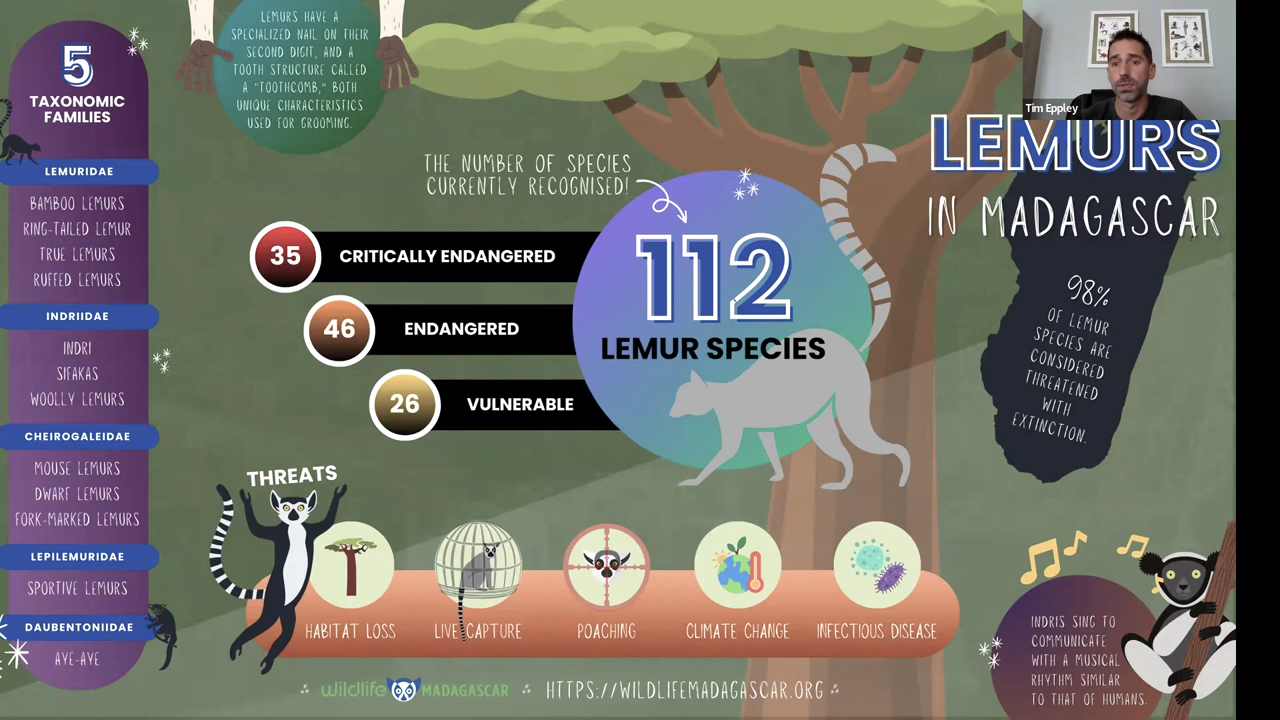 5
TAXONOMIC
FAMILIES
LEMURIDAE
BAMBOO LEMURS
RING-TAILED LEMUR
TRUE LEMURS
RUFFED LEMURS
INDRIIDAE
INDRI
SIFAKAS
WOOLLY LEMURS
CHEIROGALEIDAE
MOUSE LEMURS
DWARF LEMURS
FORK-MARKED LEMURS
LEPILEMURIDAE
SPORTIVE LEMURS
DAUBENTONIIDAE
AYE-AYE
LEMURS HAVE A
SPECIALIZED NAIL ON THEIR
SECOND DIGIT, AND A
TOOTH STRUCTURE CALLED
A "TOOTHCOMB," BOTH
UNIQUE CHARACTERISTICS
USED FOR GROOMING.
THE NUMBER OF SPECIES
CURRENTLY RECOGNISED!
112
LEMUR SPECIES
35 CRITICALLY ENDANGERED
46 ENDANGERED
26 VULNERABLE
THREATS
HABITAT LOSS
LIVE CAPTURE
POACHING
CLIMATE CHANGE
INFECTIOUS DISEASE
wildlife MADAGASCAR
HTTPS://WILDLIFEMADAGASCAR.ORG
Tim Eppley
LEMURS
IN MADAGASCAR
98%
OF LEMUR
SPECIES ARE
CONSIDERED
THREATENED
WITH
EXTINCTION.
INDRIS SING TO
COMMUNICATE
WITH A MUSICAL
RHYTHM SIMILAR
TO THAT OF HUMANS.